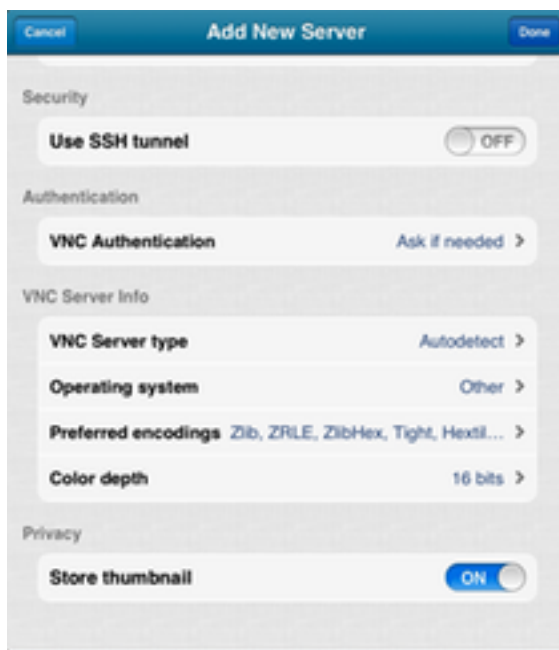 Cancel Add New Server Done
Security
Use SSH tunnel OFF
Authentication
VNC Authentication Ask if needed >
VNC Server Info
VNC Server type Autodetect >
Operating system Other >
Preferred encodings Zlib, ZRLE, ZlibHex, Tight, Hextil... >
Color depth 16 bits >
Privacy
Store thumbnail ON